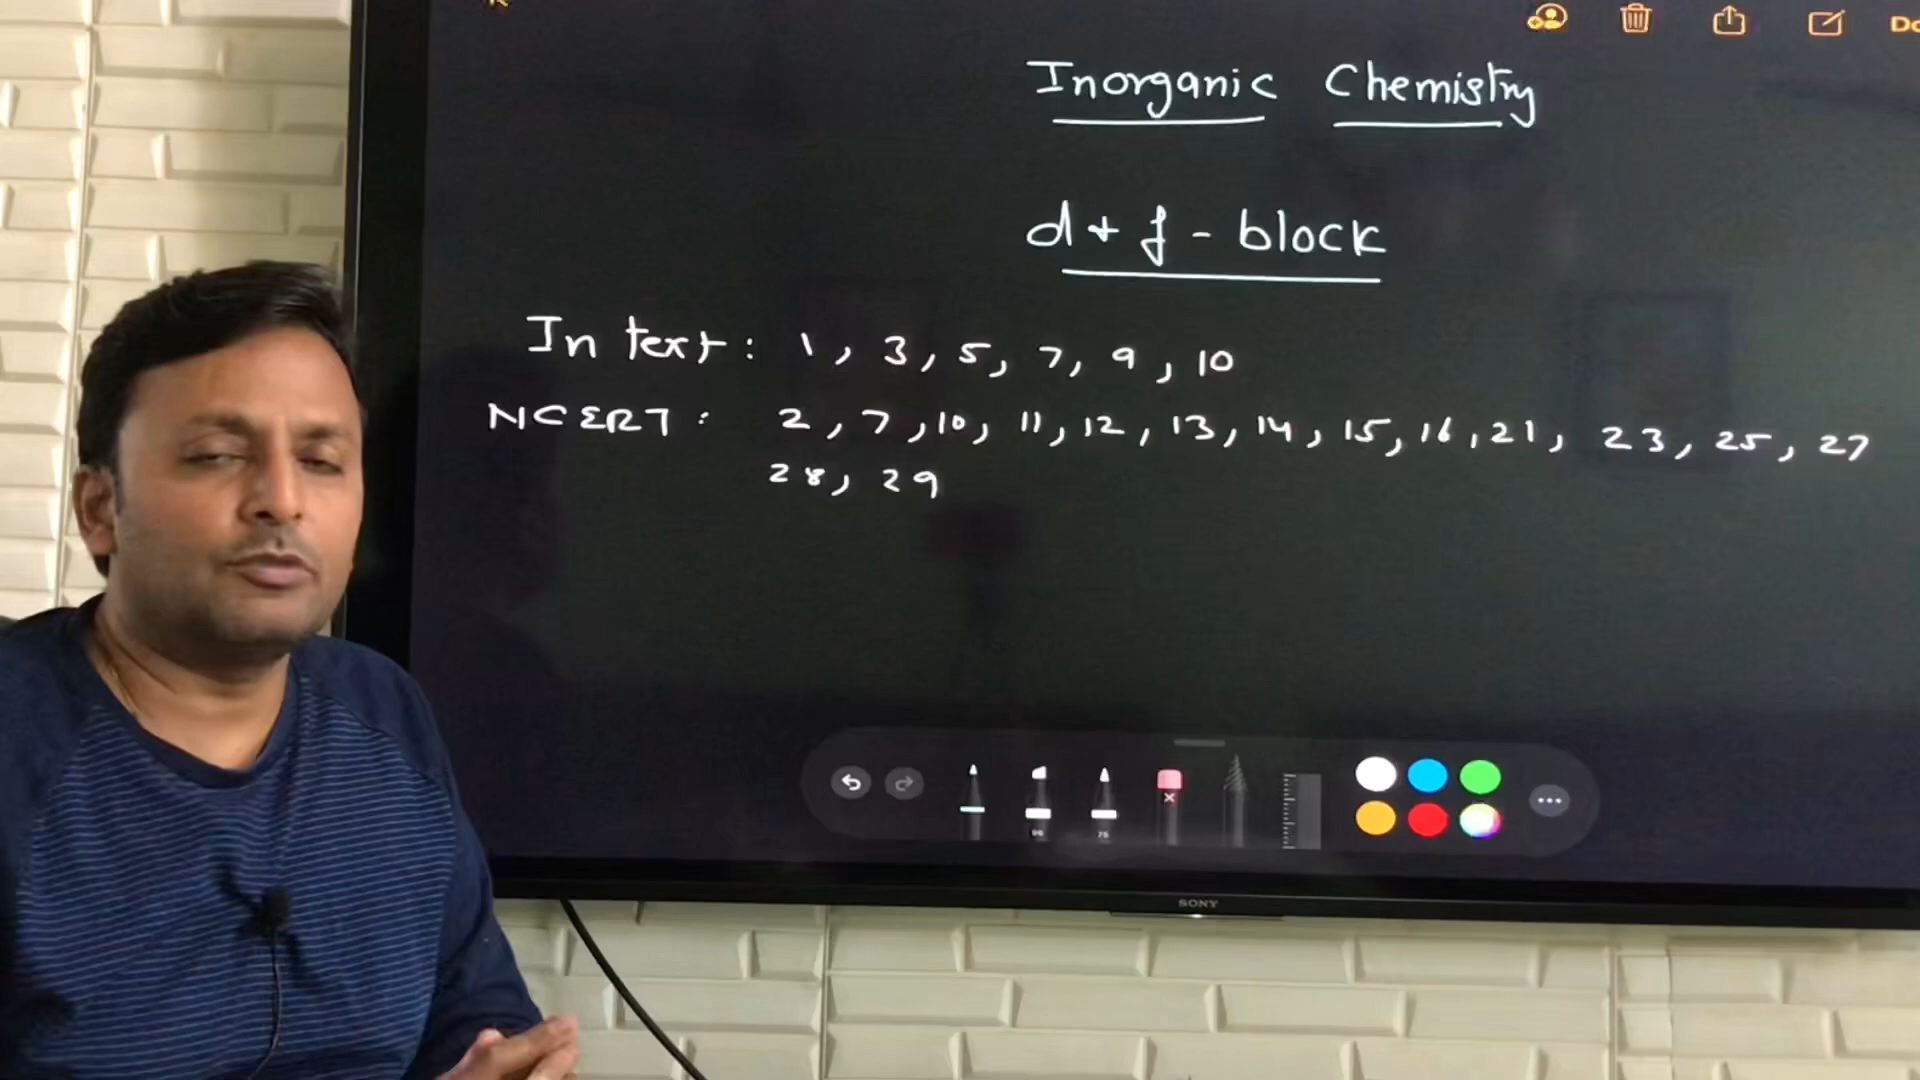 Do
Inorganic Chemistry
d + f - block
In text : 1, 3, 5, 7, 9, 10
NCERT : 2, 7, 10, 11, 12, 13, 14, 15, 16, 21, 23, 25, 27
28, 29
SONY